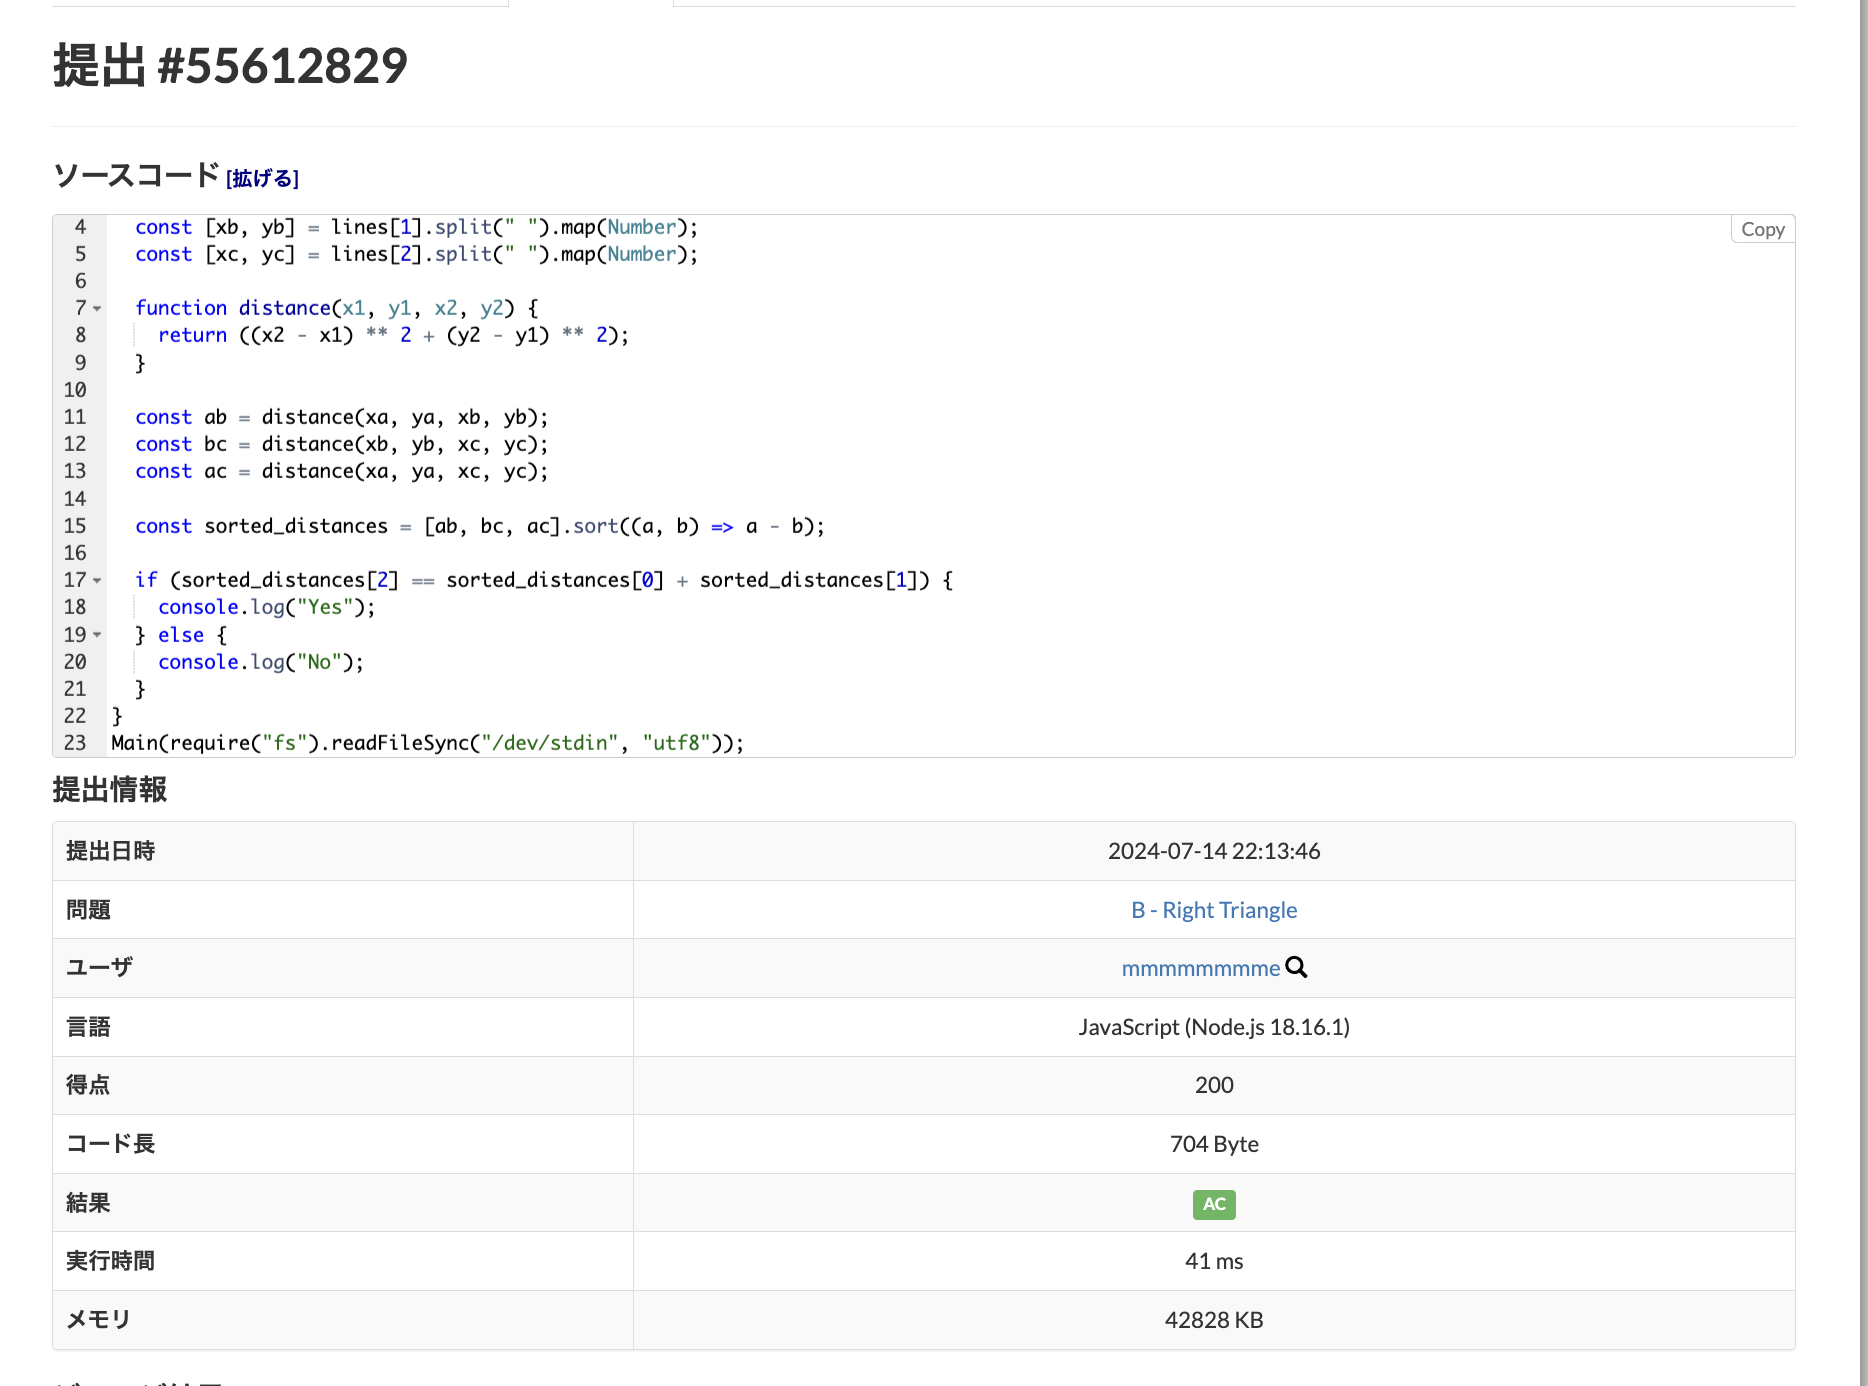 提出 #55612829
ソースコード [拡げる]
Copy
4 const [xb, yb] = lines[1].split(" ").map(Number);
5 const [xc, yc] = lines[2].split(" ").map(Number);
6
7 function distance(x1, y1, x2, y2) {
8 return ((x2 - x1) ** 2 + (y2 - y1) ** 2);
9 }
10
11 const ab = distance(xa, ya, xb, yb);
12 const bc = distance(xb, yb, xc, yc);
13 const ac = distance(xa, ya, xc, yc);
14
15 const sorted_distances = [ab, bc, ac].sort((a, b) => a - b);
16
17 if (sorted_distances[2] == sorted_distances[0] + sorted_distances[1]) {
18 console.log("Yes");
19 } else {
20 console.log("No");
21 }
22 }
23 Main(require("fs").readFileSync("/dev/stdin", "utf8"));
提出情報
提出日時 2024-07-14 22:13:46
問題 B - Right Triangle
ユーザ mmmmmmmme
言語 JavaScript (Node.js 18.16.1)
得点 200
コード長 704 Byte
結果 AC
実行時間 41 ms
メモリ 42828 KB